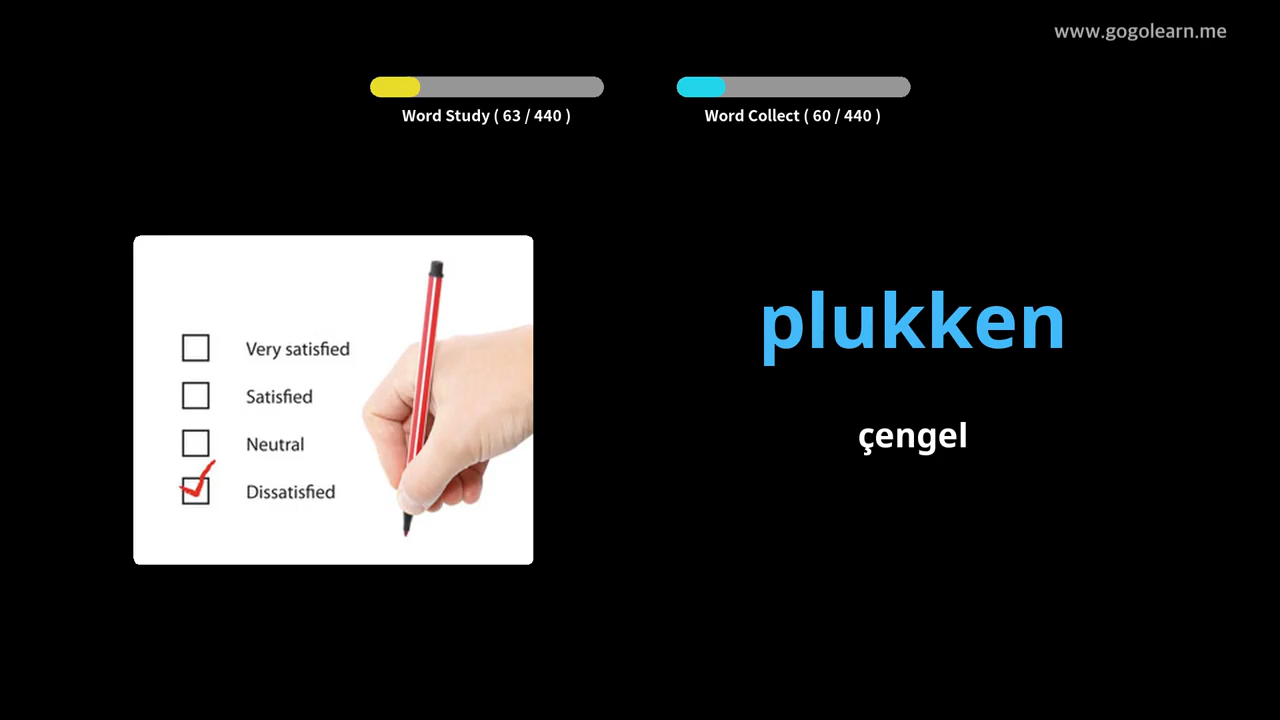 www.gogolearn.me
Word Study ( 63 / 440 )
Word Collect ( 60 / 440 )
Very satisfied
Satisfied
Neutral
Dissatisfied
plukken
çengel